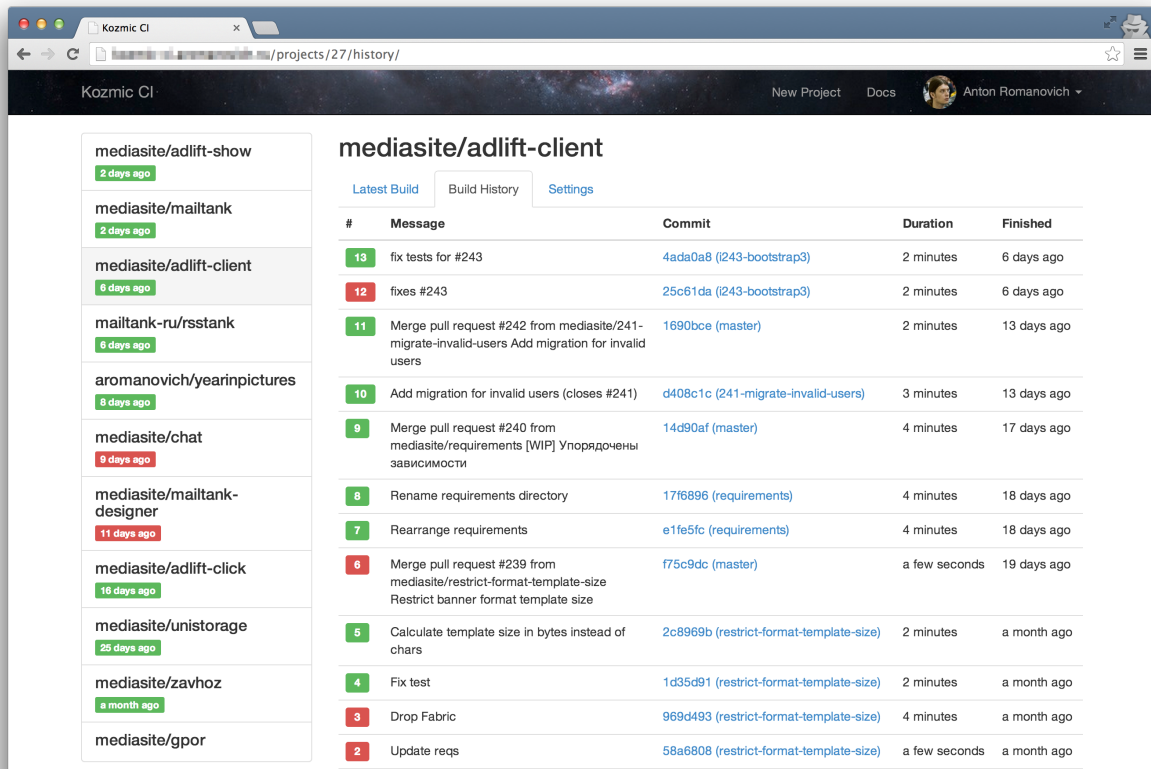 Kozmic CI
/projects/27/history/
Kozmic CI
New Project Docs Anton Romanovich
mediasite/adlift-show
2 days ago
mediasite/mailtank
2 days ago
mediasite/adlift-client
6 days ago
mailtank-ru/rsstank
6 days ago
aromanovich/yearinpictures
8 days ago
mediasite/chat
9 days ago
mediasite/mailtank-
designer
11 days ago
mediasite/adlift-click
16 days ago
mediasite/unistorage
25 days ago
mediasite/zavhoz
a month ago
mediasite/gpor
mediasite/adlift-client
Latest Build Build History Settings
# Message Commit Duration Finished
13 fix tests for #243 4ada0a8 (i243-bootstrap3) 2 minutes 6 days ago
12 fixes #243 25c61da (i243-bootstrap3) 2 minutes 6 days ago
11 Merge pull request #242 from mediasite/241- 1690bce (master) 2 minutes 13 days ago
migrate-invalid-users Add migration for invalid
users
10 Add migration for invalid users (closes #241) d408c1c (241-migrate-invalid-users) 3 minutes 13 days ago
9 Merge pull request #240 from 14d90af (master) 4 minutes 17 days ago
mediasite/requirements [WIP] Упорядочены
зависимости
8 Rename requirements directory 17f6896 (requirements) 4 minutes 18 days ago
7 Rearrange requirements e1fe5fc (requirements) 4 minutes 18 days ago
6 Merge pull request #239 from f75c9dc (master) a few seconds 19 days ago
mediasite/restrict-format-template-size
Restrict banner format template size
5 Calculate template size in bytes instead of 2c8969b (restrict-format-template-size) 2 minutes a month ago
chars
4 Fix test 1d35d91 (restrict-format-template-size) 2 minutes a month ago
3 Drop Fabric 969d493 (restrict-format-template-size) 4 minutes a month ago
2 Update reqs 58a6808 (restrict-format-template-size) a few seconds a month ago